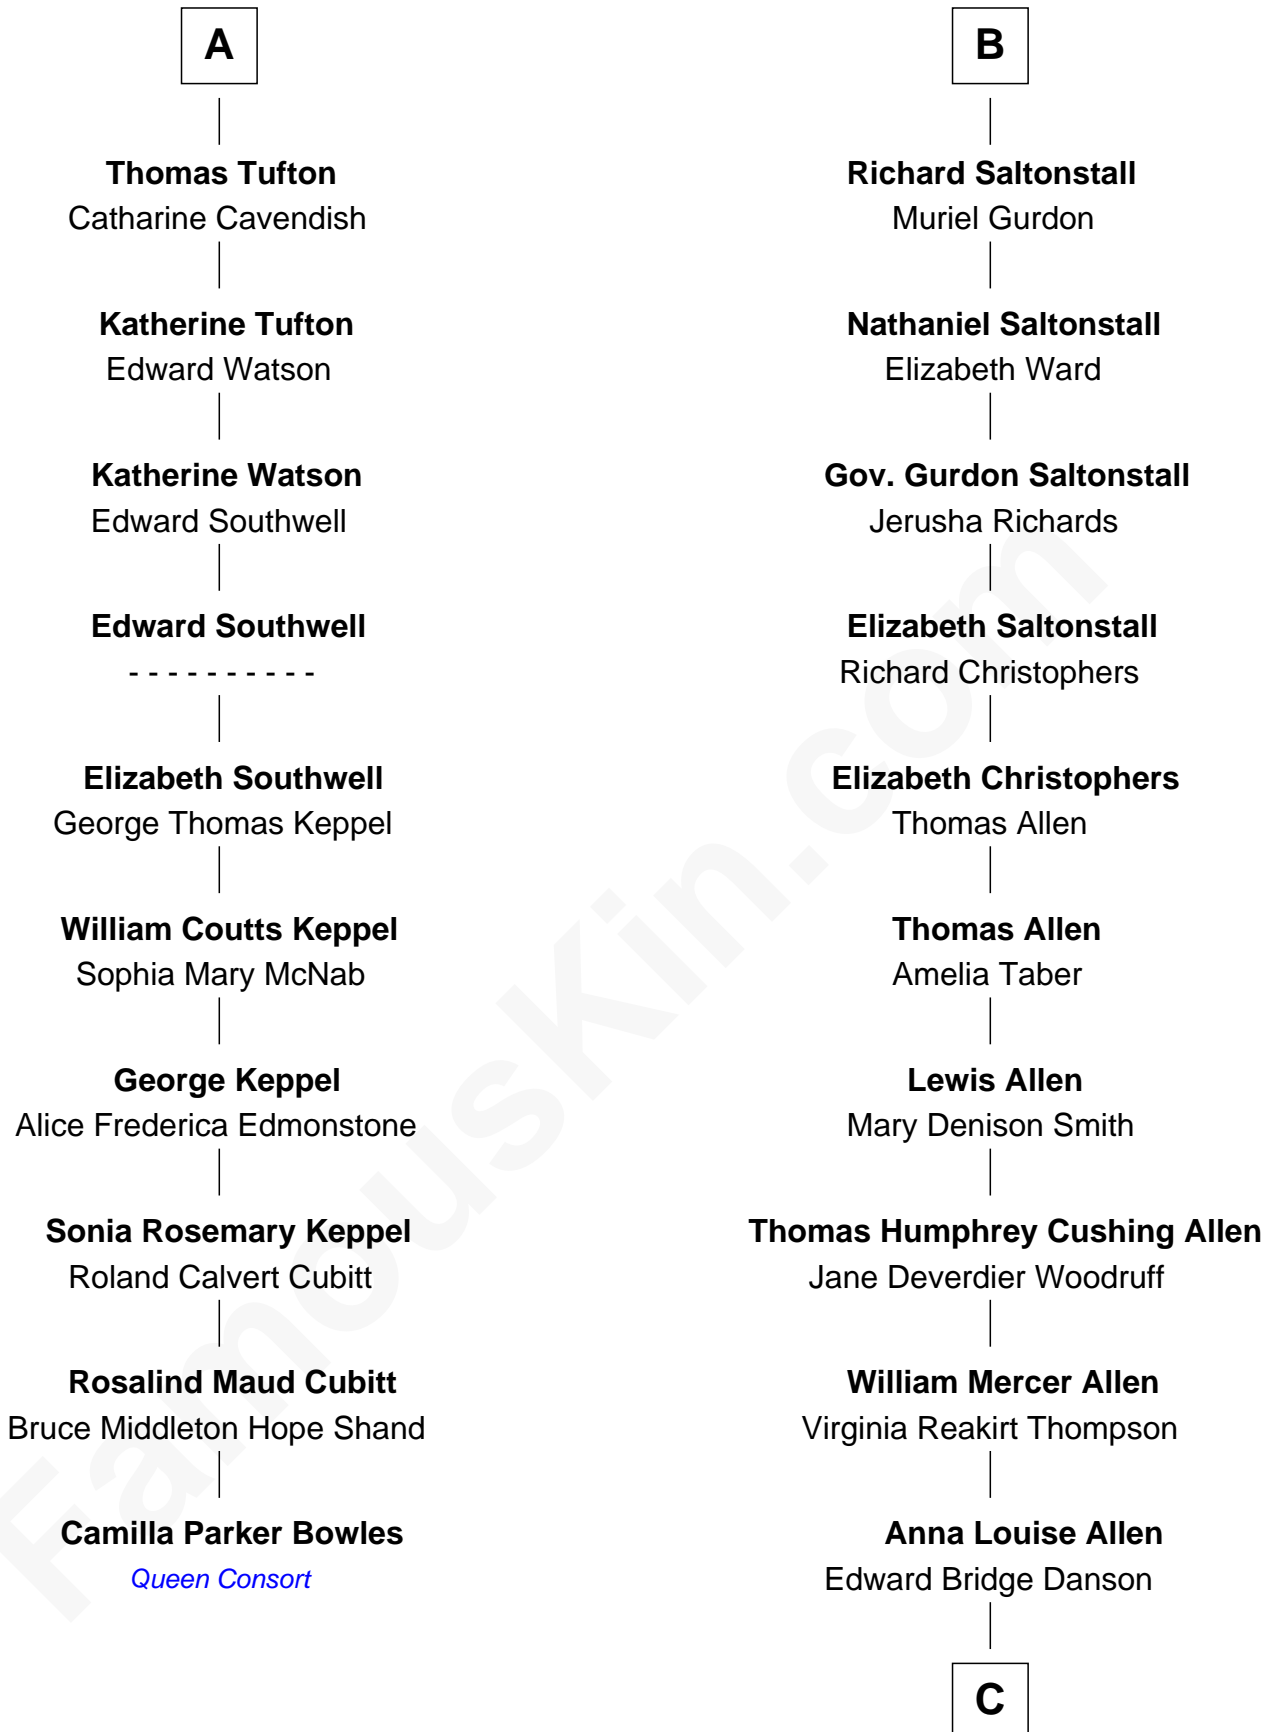 A
Thomas Tufton
Catharine Cavendish
Katherine Tufton
Edward Watson
Katherine Watson
Edward Southwell
Edward Southwell
- - - - - - - - - -
Elizabeth Southwell
George Thomas Keppel
William Coutts Keppel
Sophia Mary McNab
George Keppel
Alice Frederica Edmonstone
Sonia Rosemary Keppel
Roland Calvert Cubitt
Rosalind Maud Cubitt
Bruce Middleton Hope Shand
Camilla Parker Bowles
Queen Consort
B
Richard Saltonstall
Muriel Gurdon
Nathaniel Saltonstall
Elizabeth Ward
Gov. Gurdon Saltonstall
Jerusha Richards
Elizabeth Saltonstall
Richard Christophers
Elizabeth Christophers
Thomas Allen
Thomas Allen
Amelia Taber
Lewis Allen
Mary Denison Smith
Thomas Humphrey Cushing Allen
Jane Deverdier Woodruff
William Mercer Allen
Virginia Reakirt Thompson
Anna Louise Allen
Edward Bridge Danson
C
FamousKin.com